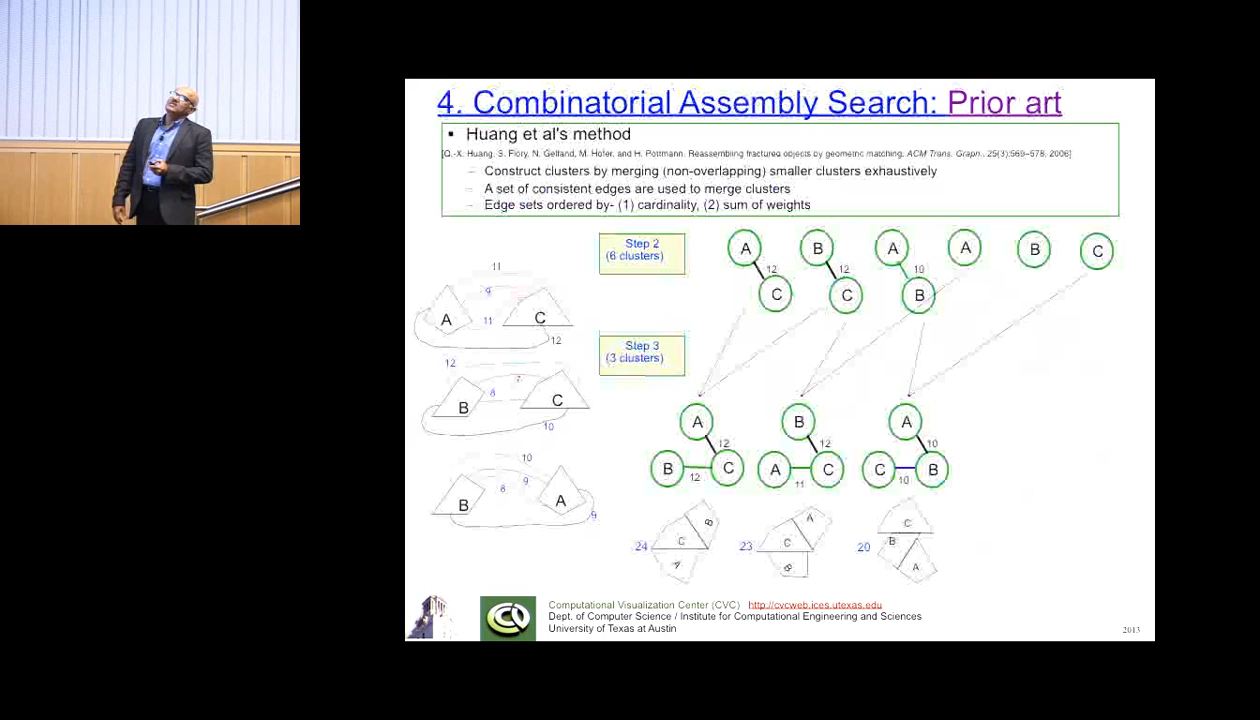 4. Combinatorial Assembly Search: Prior art
▪ Huang et al's method
[Q.-X. Huang, S. Flory, N. Gelfand, M. Hofer, and H. Pottmann. Reassembling fractured objects by geometric matching. ACM Trans. Graph., 25(3):569–578, 2006]
– Construct clusters by merging (non-overlapping) smaller clusters exhaustively
– A set of consistent edges are used to merge clusters
– Edge sets ordered by- (1) cardinality, (2) sum of weights
Step 2
(6 clusters)
A B A A B C
12 12 10
C C B
11
9
A 11 C
12
Step 3
(3 clusters)
12
7
8
B C
10
A B A
12 12 10
B C A C C B
12 11 10
10
9
8
B A
9
24 C B A
23 C A B
20 C B A
Computational Visualization Center (CVC) http://cvcweb.ices.utexas.edu
Dept. of Computer Science / Institute for Computational Engineering and Sciences
University of Texas at Austin
2013